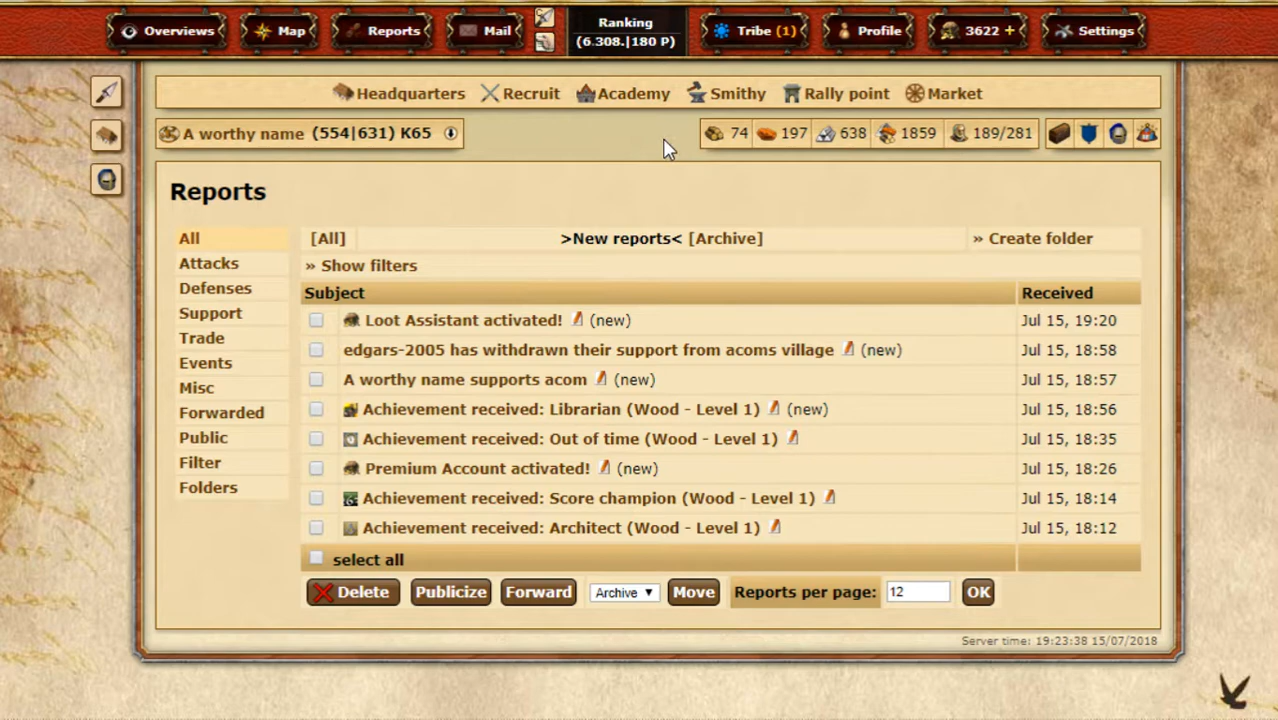 Overviews Map Reports Mail Ranking Tribe (1) Profile 3622 + Settings
(6.308.|180 P)
Headquarters Recruit Academy Smithy Rally point Market
A worthy name (554|631) K65 74 197 638 1859 189/281
Reports
All [All] >New reports< [Archive] » Create folder
Attacks » Show filters
Defenses Subject Received
Support Loot Assistant activated! (new) Jul 15, 19:20
Trade edgars-2005 has withdrawn their support from acoms village (new) Jul 15, 18:58
Events A worthy name supports acom (new) Jul 15, 18:57
Misc Achievement received: Librarian (Wood - Level 1) (new) Jul 15, 18:56
Forwarded Achievement received: Out of time (Wood - Level 1) Jul 15, 18:35
Public Premium Account activated! (new) Jul 15, 18:26
Filter Achievement received: Score champion (Wood - Level 1) Jul 15, 18:14
Folders Achievement received: Architect (Wood - Level 1) Jul 15, 18:12
select all
Delete Publicize Forward Archive ▼ Move Reports per page: 12 OK
Server time: 19:23:38 15/07/2018